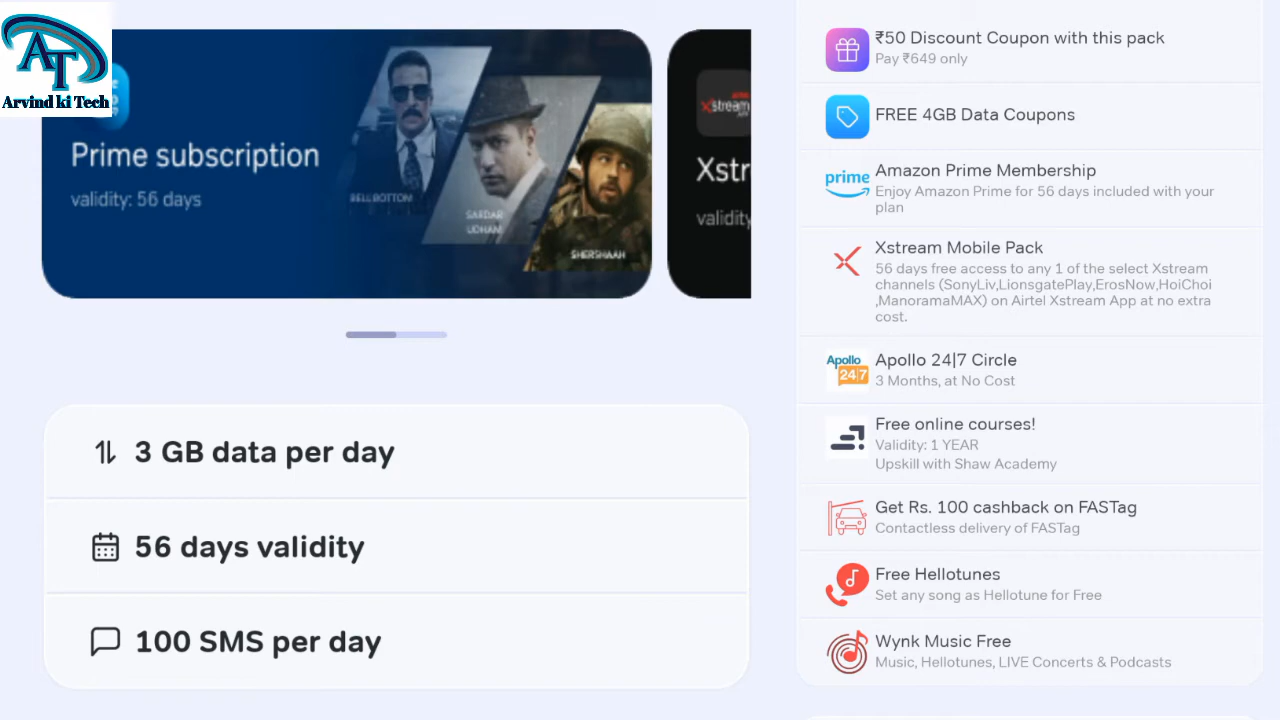 AT
Arvind ki Tech
Prime subscription
validity: 56 days
BELLBOTTOM
SARDAR
UDHAM
SHERSHAAH
xstream
APP
Xstr
validity
3 GB data per day
56 days validity
100 SMS per day
₹50 Discount Coupon with this pack
Pay ₹649 only
FREE 4GB Data Coupons
prime
Amazon Prime Membership
Enjoy Amazon Prime for 56 days included with your
plan
Xstream Mobile Pack
56 days free access to any 1 of the select Xstream
channels (SonyLiv,LionsgatePlay,ErosNow,HoiChoi
,ManoramaMAX) on Airtel Xstream App at no extra
cost.
Apollo
24|7
Apollo 24|7 Circle
3 Months, at No Cost
Free online courses!
Validity: 1 YEAR
Upskill with Shaw Academy
Get Rs. 100 cashback on FASTag
Contactless delivery of FASTag
Free Hellotunes
Set any song as Hellotune for Free
Wynk Music Free
Music, Hellotunes, LIVE Concerts & Podcasts